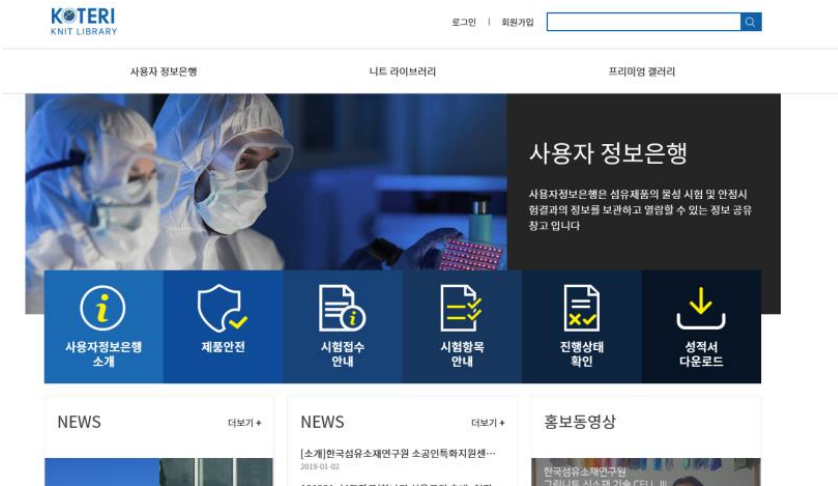 KOTERI
KNIT LIBRARY
로그인 | 회원가입
사용자 정보은행
니트 라이브러리
프리미엄 갤러리
사용자 정보은행
사용자정보은행은 섬유제품의 물성 시험 및 안정시
험결과의 정보를 보관하고 열람할 수 있는 정보 공유
창고 입니다
사용자정보은행
소개
제품안전
시험접수
안내
시험항목
안내
진행상태
확인
성적서
다운로드
NEWS
더보기 +
NEWS
더보기 +
홍보동영상
[소개]한국섬유소재연구원 소공인특화지원센···
2019-01-02
한국섬유소재연구원